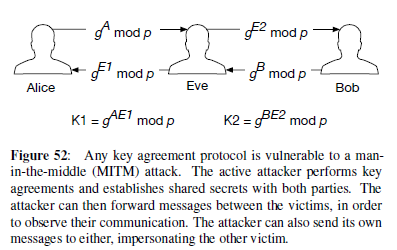 g^A mod p g^E2 mod p
g^E1 mod p g^B mod p
Alice Eve Bob
K1 = g^AE1 mod p K2 = g^BE2 mod p
Figure 52: Any key agreement protocol is vulnerable to a man-
in-the-middle (MITM) attack. The active attacker performs key
agreements and establishes shared secrets with both parties. The
attacker can then forward messages between the victims, in order
to observe their communication. The attacker can also send its own
messages to either, impersonating the other victim.